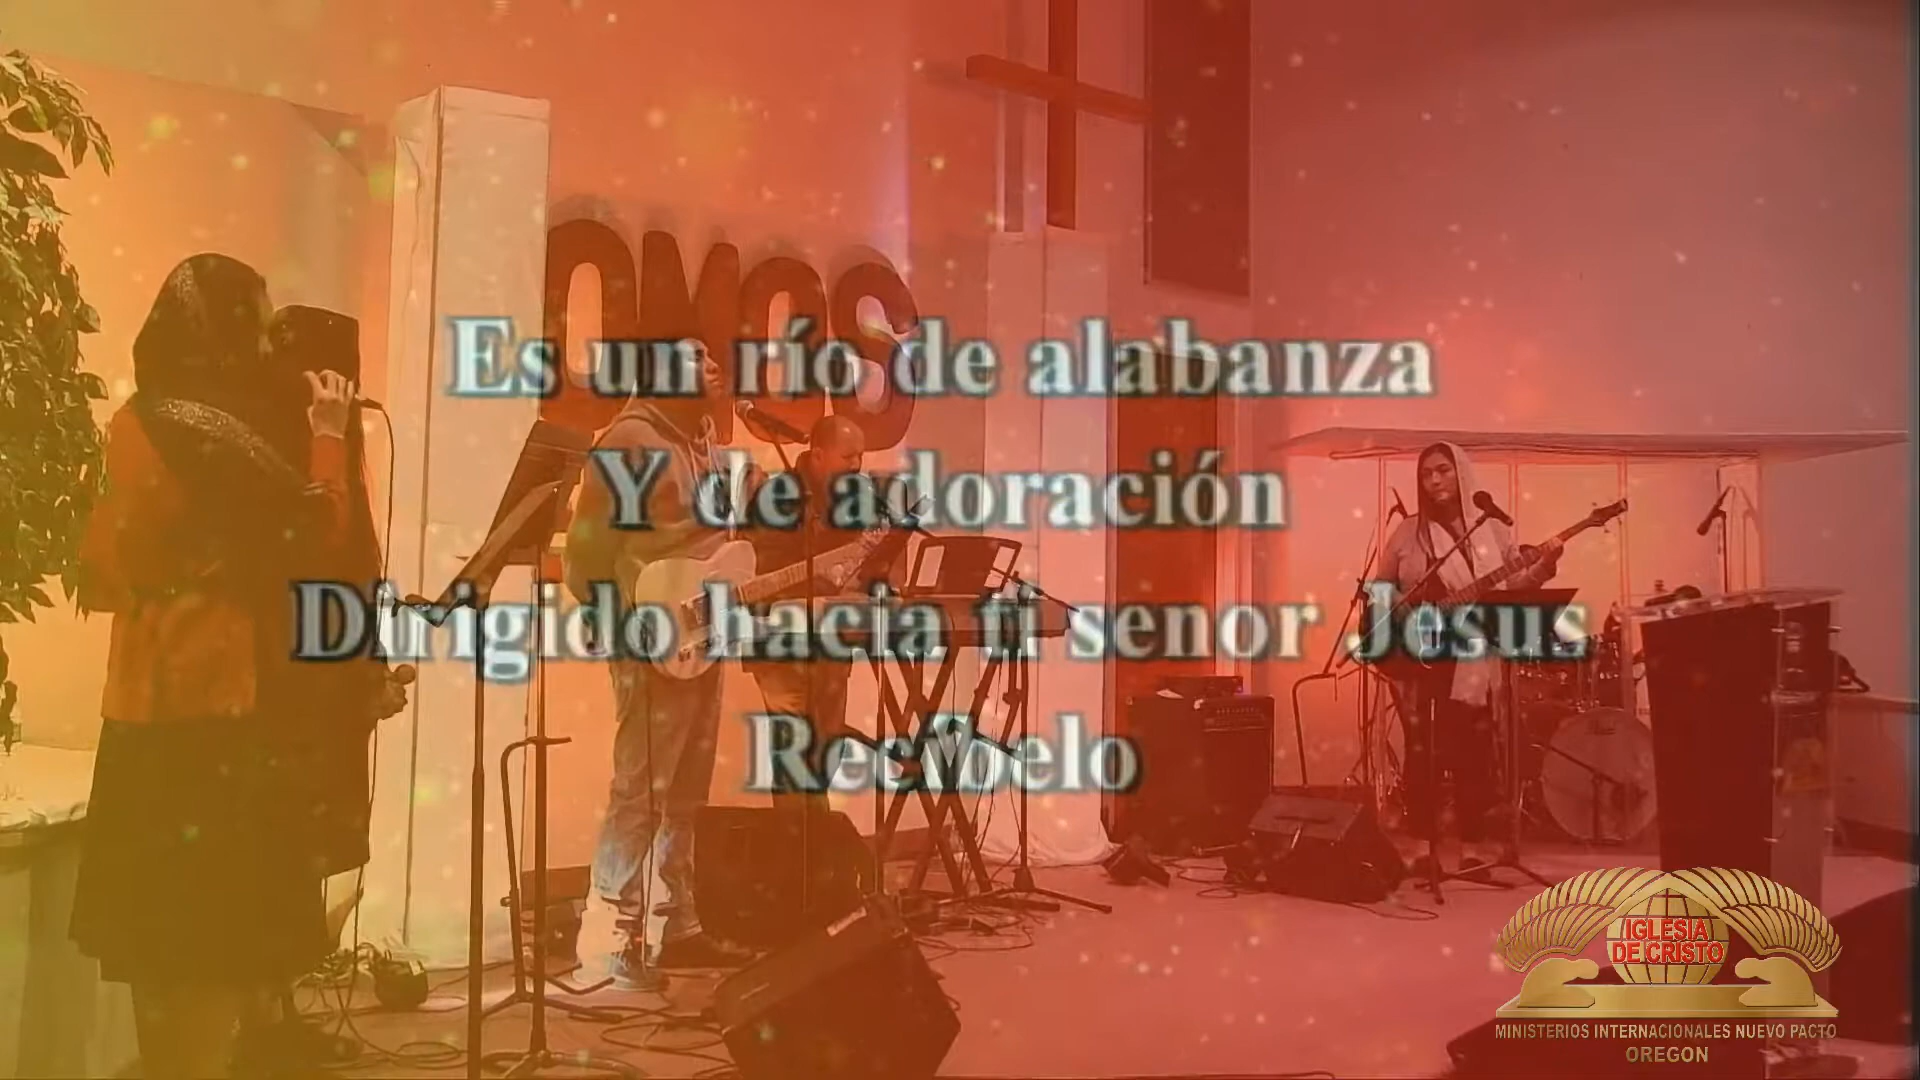 OMOS
Es un río de alabanza
Y de adoración
Dirigido hacia ti senor Jesus
Recíbelo
IGLESIA
DE CRISTO
MINISTERIOS INTERNACIONALES NUEVO PACTO
OREGON